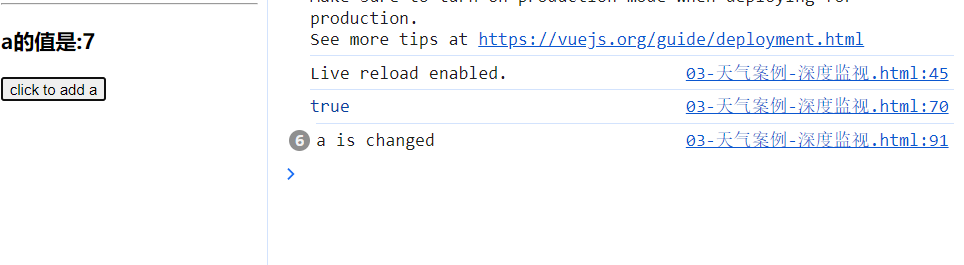 a的值是:7
click to add a
production.
See more tips at https://vuejs.org/guide/deployment.html
Live reload enabled. 03-天气案例-深度监视.html:45
true 03-天气案例-深度监视.html:70
6 a is changed 03-天气案例-深度监视.html:91